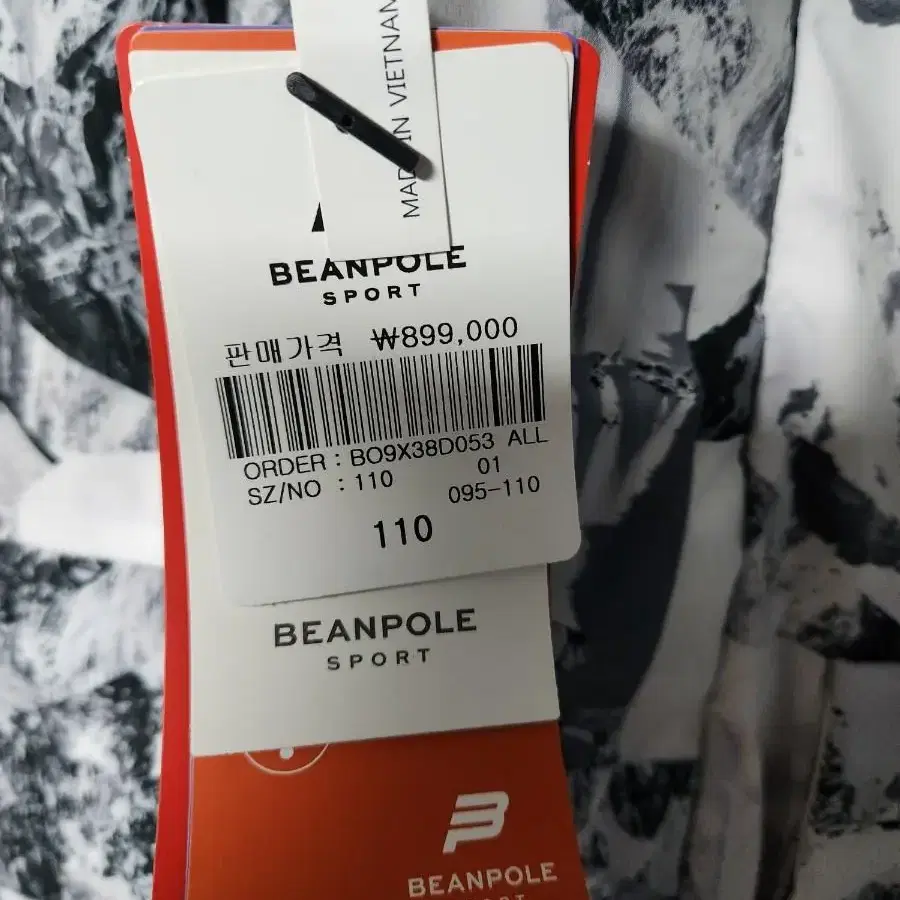 MADE IN VIETNAM
BEANPOLE
SPORT
판매가격 ₩899,000
ORDER : BO9X38D053 ALL
01
SZ/NO : 110
095-110
110
BEANPOLE
SPORT
BEANPOLE
SPORT